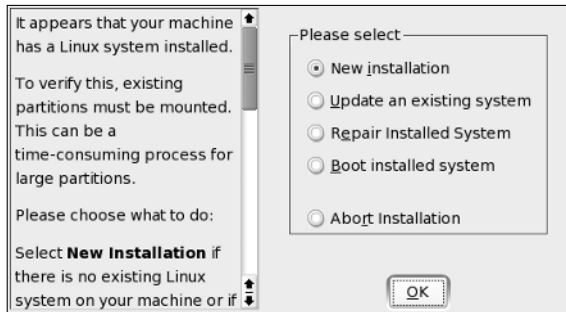 It appears that your machine
has a Linux system installed.
To verify this, existing
partitions must be mounted.
This can be a
time-consuming process for
large partitions.
Please choose what to do:
Select New Installation if
there is no existing Linux
system on your machine or if
Please select
New installation
Update an existing system
Repair Installed System
Boot installed system
Abort Installation
OK